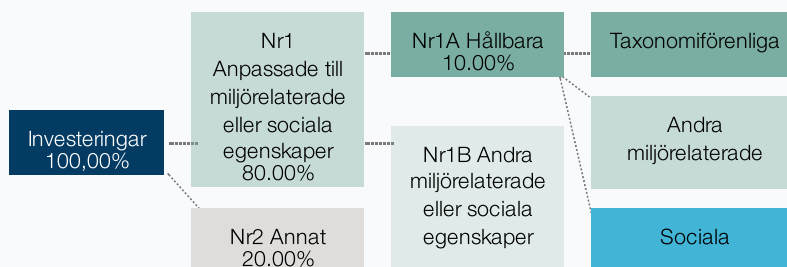 Investeringar
100,00%
Nr1
Anpassade till
miljörelaterade
eller sociala
egenskaper
80.00%
Nr2 Annat
20.00%
Nr1A Hållbara
10.00%
Nr1B Andra
miljörelaterade
eller sociala
egenskaper
Taxonomiförenliga
Andra
miljörelaterade
Sociala